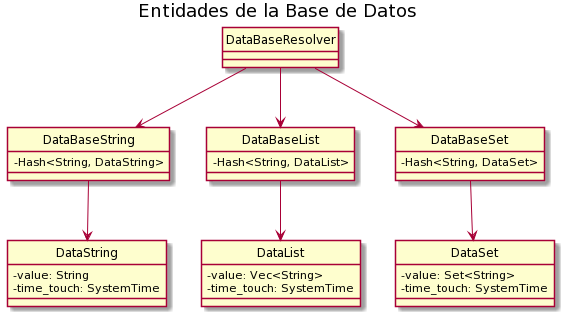 Entidades de la Base de Datos
DataBaseResolver
DataBaseString
-Hash<String, DataString>
DataBaseList
-Hash<String, DataList>
DataBaseSet
-Hash<String, DataSet>
DataString
-value: String
-time_touch: SystemTime
DataList
-value: Vec<String>
-time_touch: SystemTime
DataSet
-value: Set<String>
-time_touch: SystemTime